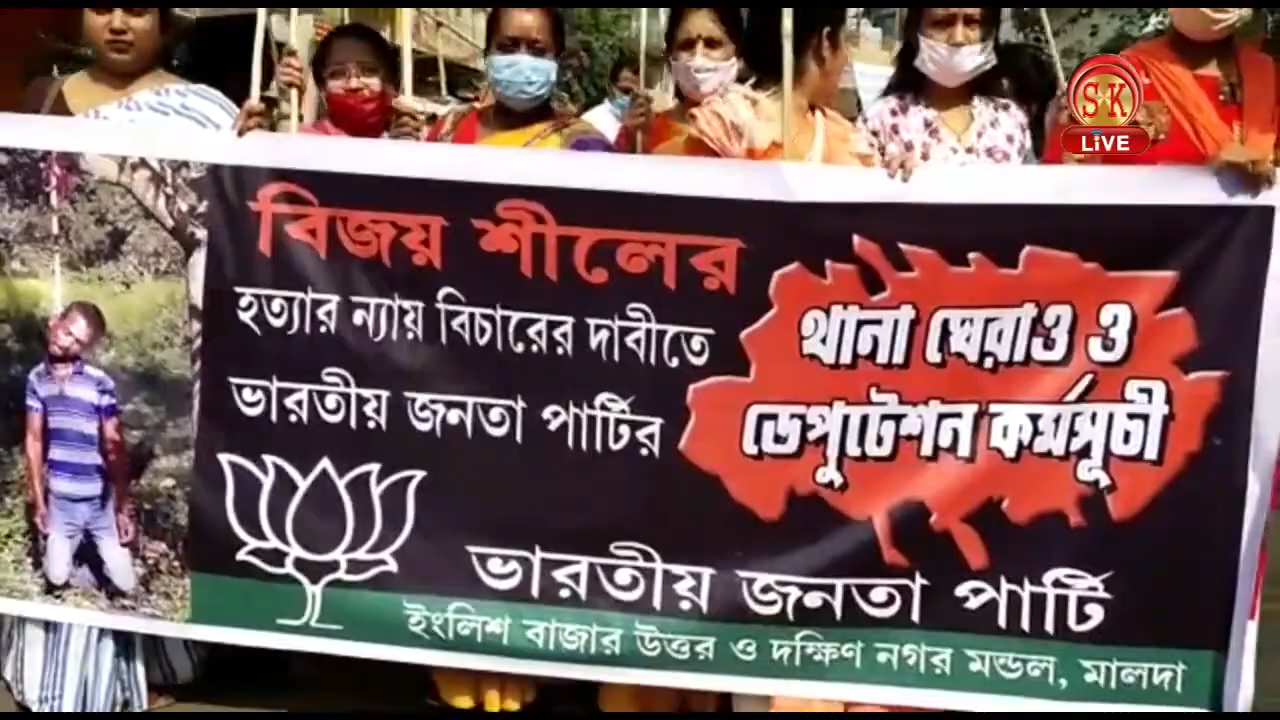 SK
LIVE
বিজয় শীলের
হত্যার ন্যায় বিচারের দাবীতে
ভারতীয় জনতা পার্টির
থানা ঘেরাও ও
ডেপুটেশন কর্মসূচী
ভারতীয় জনতা পার্টি
ইংলিশ বাজার উত্তর ও দক্ষিণ নগর মন্ডল, মালদা